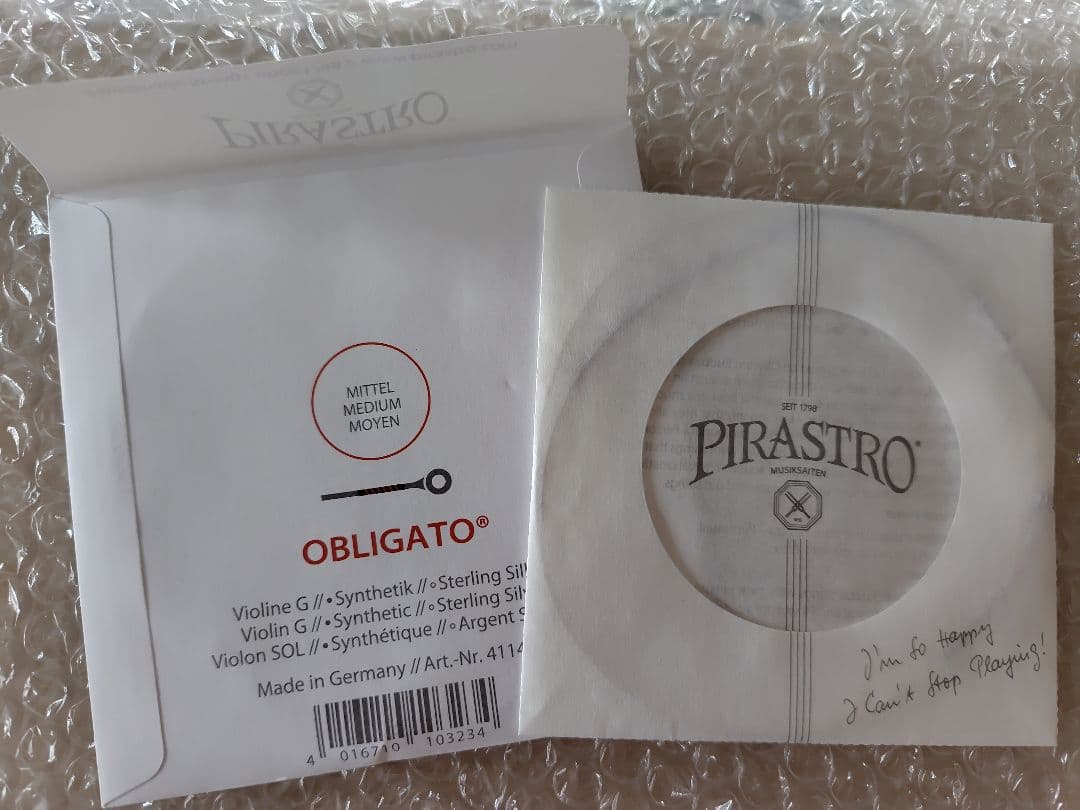 PIRASTRO
MITTEL
MEDIUM
MOYEN
OBLIGATO®
Violine G//•Synthetik//∘Sterling Sil
Violin G//•Synthetic//∘Sterling Sil
Violon SOL//•Synthétique//∘Argent S
Made in Germany//Art.-Nr. 4114
4 016710 103234
SEIT 1798
PIRASTRO
MUSIKSAITEN
I'm So Happy
I Can't Stop Playing!